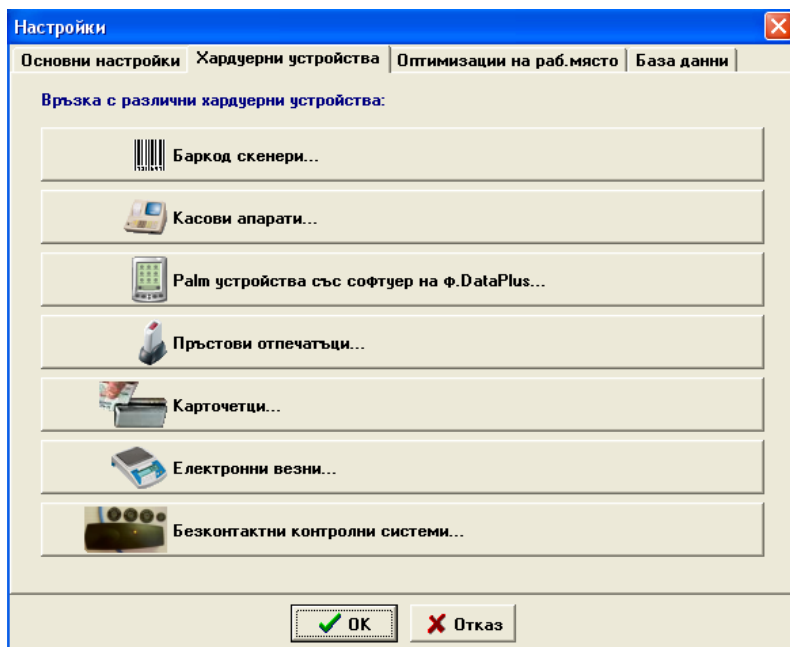 Настройки
Основни настройки Хардуерни устройства Оптимизации на раб.място База данни
Връзка с различни хардуерни устройства:
Баркод скенери...
Касови апарати...
Palm устройства със софтуер на ф.DataPlus...
Пръстови отпечатъци...
Карточетци...
Електронни везни...
Безконтактни контролни системи...
OK Отказ